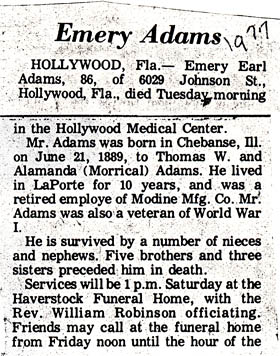 Emery Adams
1977
HOLLYWOOD, Fla.— Emery Earl
Adams, 86, of 6029 Johnson St.,
Hollywood, Fla., died Tuesday morning
in the Hollywood Medical Center.
Mr. Adams was born in Chebanse, Ill.
on June 21, 1889, to Thomas W. and
Alamanda (Morrical) Adams. He lived
in LaPorte for 10 years, and was a
retired employe of Modine Mfg. Co. Mr.
Adams was also a veteran of World War
I.
He is survived by a number of nieces
and nephews. Five brothers and three
sisters preceded him in death.
Services will be 1 p.m. Saturday at the
Haverstock Funeral Home, with the
Rev. William Robinson officiating.
Friends may call at the funeral home
from Friday noon until the hour of the